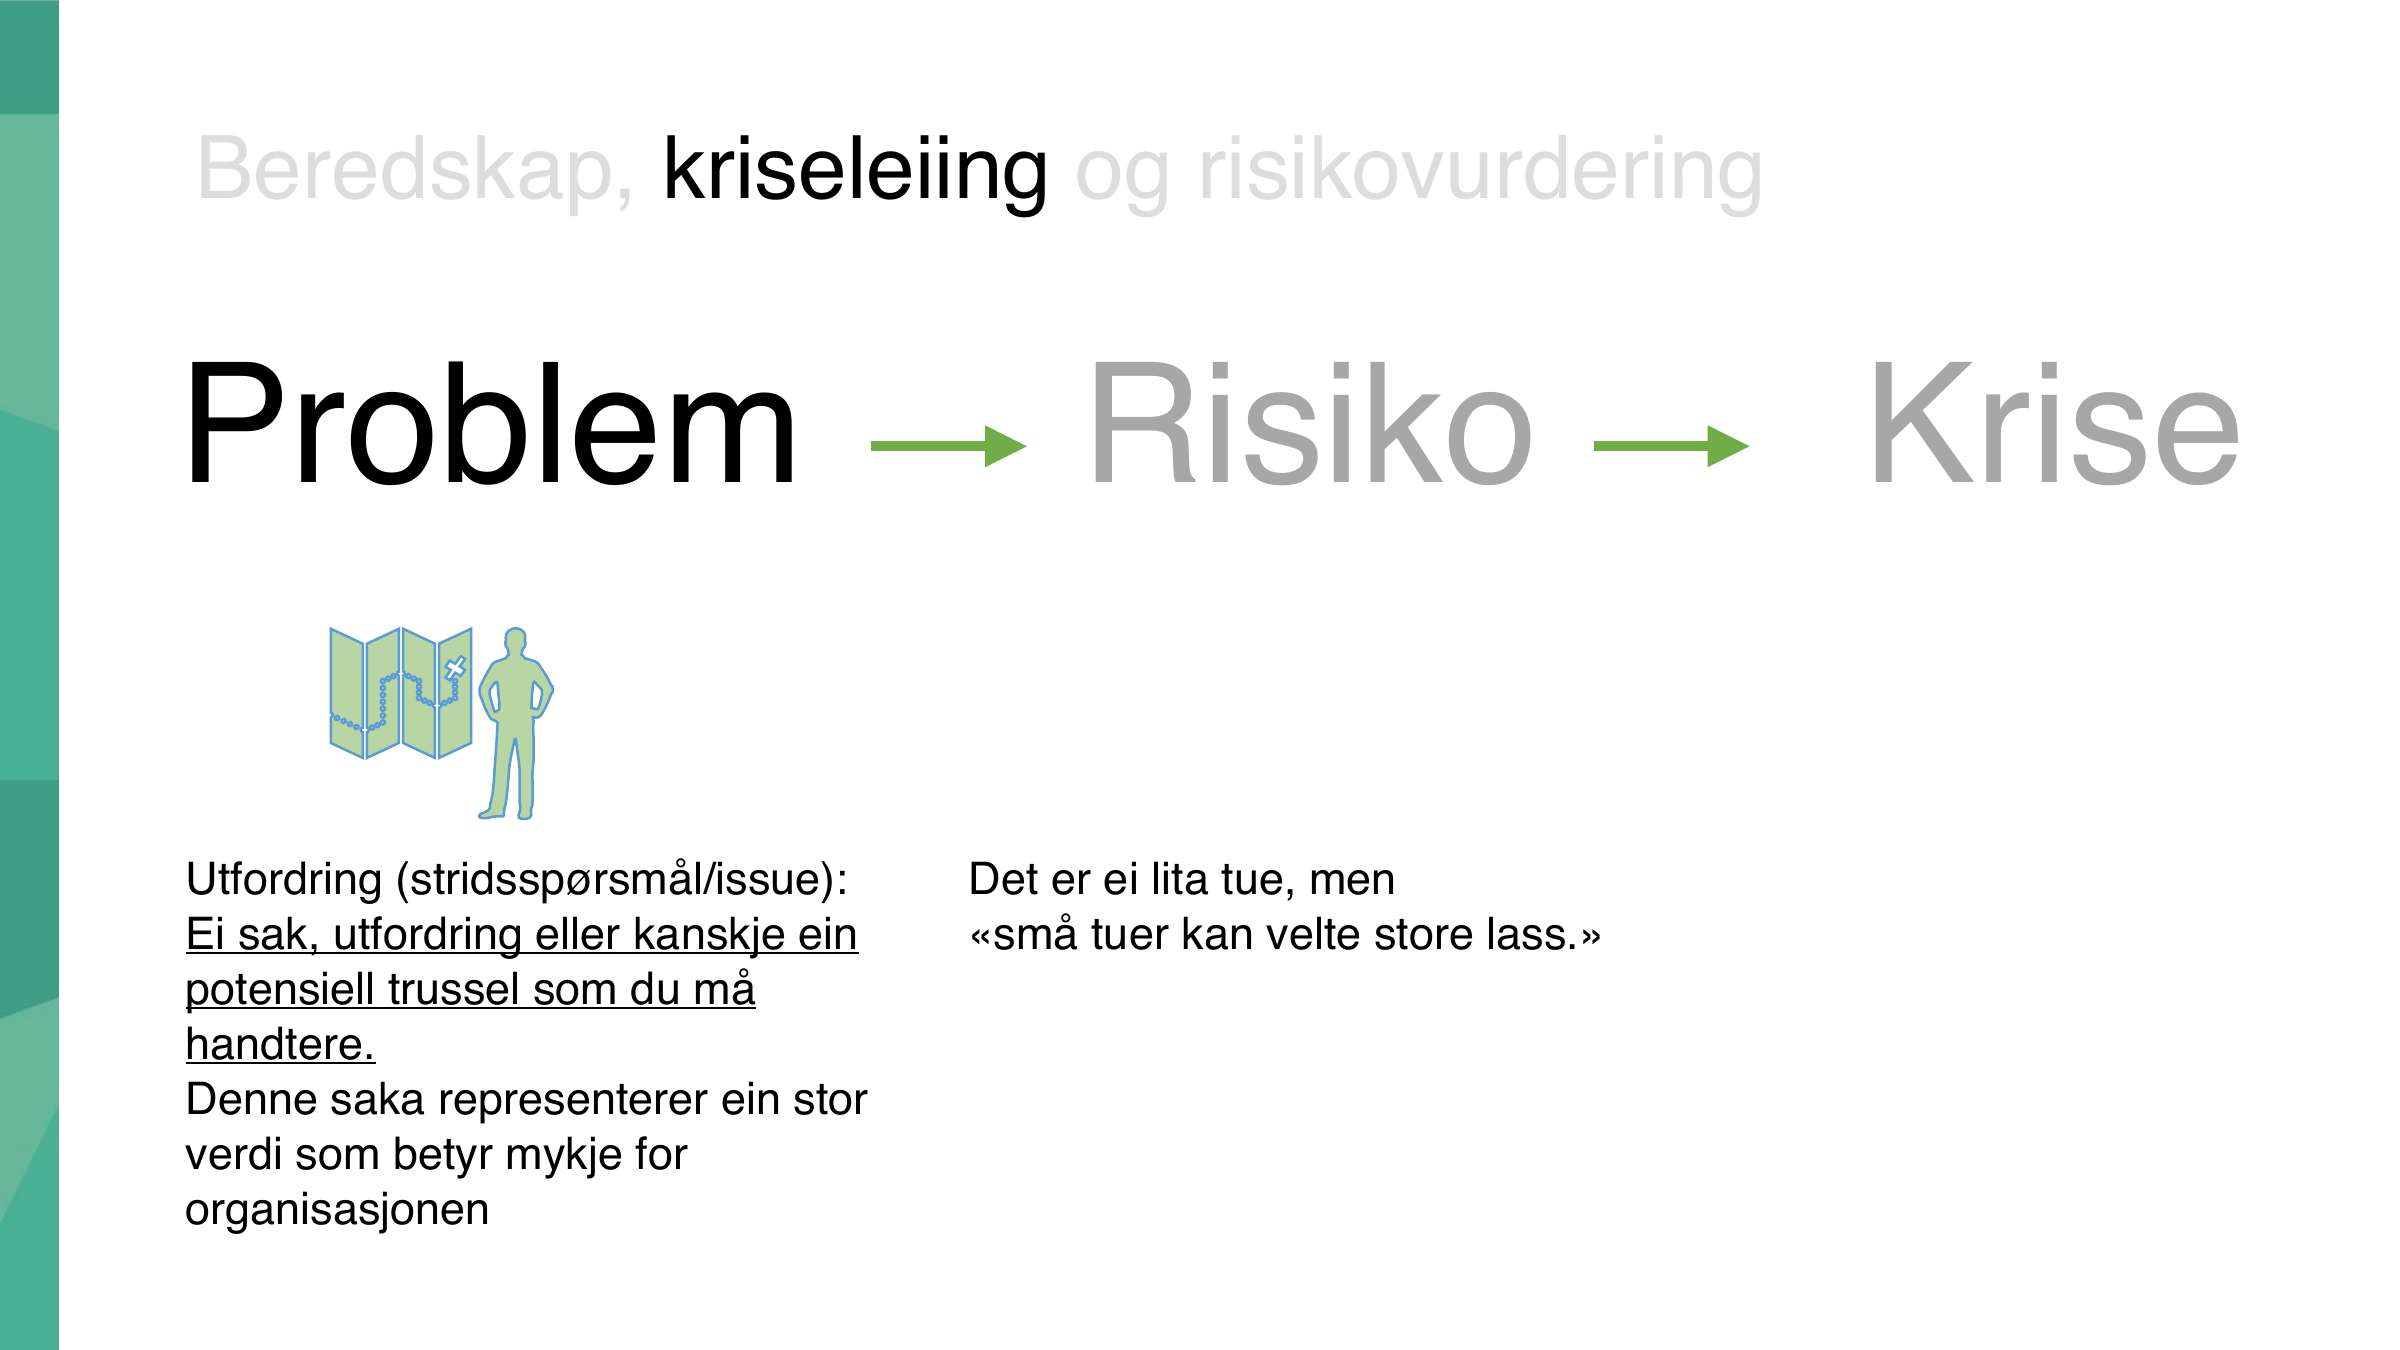 Beredskap, kriseleiing og risikovurdering
Problem
Risiko
Krise
Utfordring (stridsspørsmål/issue):
Ei sak, utfordring eller kanskje ein
potensiell trussel som du må
handtere.
Denne saka representerer ein stor
verdi som betyr mykje for
organisasjonen
Det er ei lita tue, men
«små tuer kan velte store lass.»